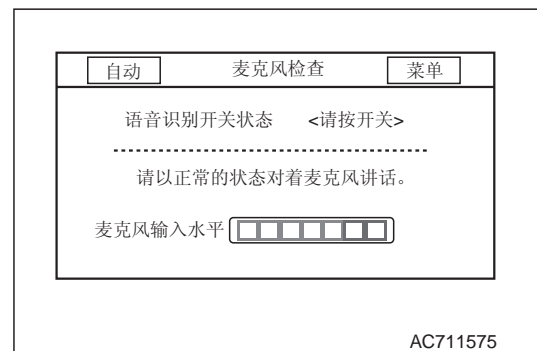 自动 麦克风检查 菜单
语音识别开关状态 <请按开关>
请以正常的状态对着麦克风讲话。
麦克风输入水平
AC711575